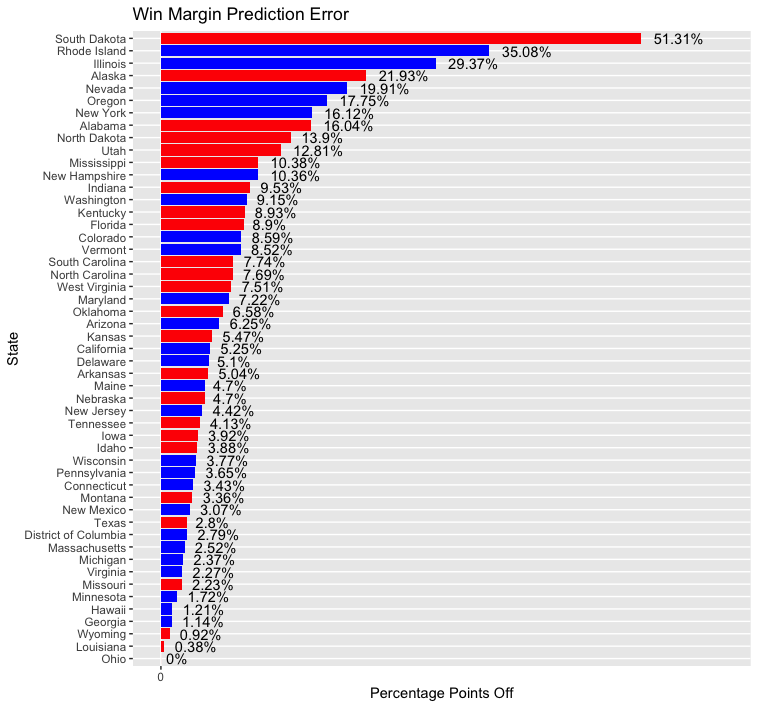 Win Margin Prediction Error
South Dakota 51.31%
Rhode Island 35.08%
Illinois 29.37%
Alaska 21.93%
Nevada 19.91%
Oregon 17.75%
New York 16.12%
Alabama 16.04%
North Dakota 13.9%
Utah 12.81%
Mississippi 10.38%
New Hampshire 10.36%
Indiana 9.53%
Washington 9.15%
Kentucky 8.93%
Florida 8.9%
Colorado 8.59%
Vermont 8.52%
South Carolina 7.74%
North Carolina 7.69%
West Virginia 7.51%
Maryland 7.22%
Oklahoma 6.58%
Arizona 6.25%
Kansas 5.47%
California 5.25%
Delaware 5.1%
Arkansas 5.04%
Maine 4.7%
Nebraska 4.7%
New Jersey 4.42%
Tennessee 4.13%
Iowa 3.92%
Idaho 3.88%
Wisconsin 3.77%
Pennsylvania 3.65%
Connecticut 3.43%
Montana 3.36%
New Mexico 3.07%
Texas 2.8%
District of Columbia 2.79%
Massachusetts 2.52%
Michigan 2.37%
Virginia 2.27%
Missouri 2.23%
Minnesota 1.72%
Hawaii 1.21%
Georgia 1.14%
Wyoming 0.92%
Louisiana 0.38%
Ohio 0%
State
0
Percentage Points Off